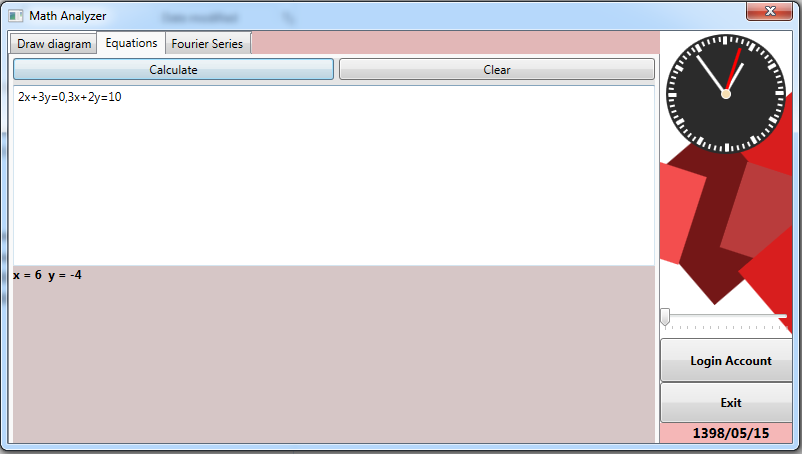 Math Analyzer
Draw diagram Equations Fourier Series
Calculate Clear
2x+3y=0,3x+2y=10
x = 6 y = -4
Login Account
Exit
1398/05/15